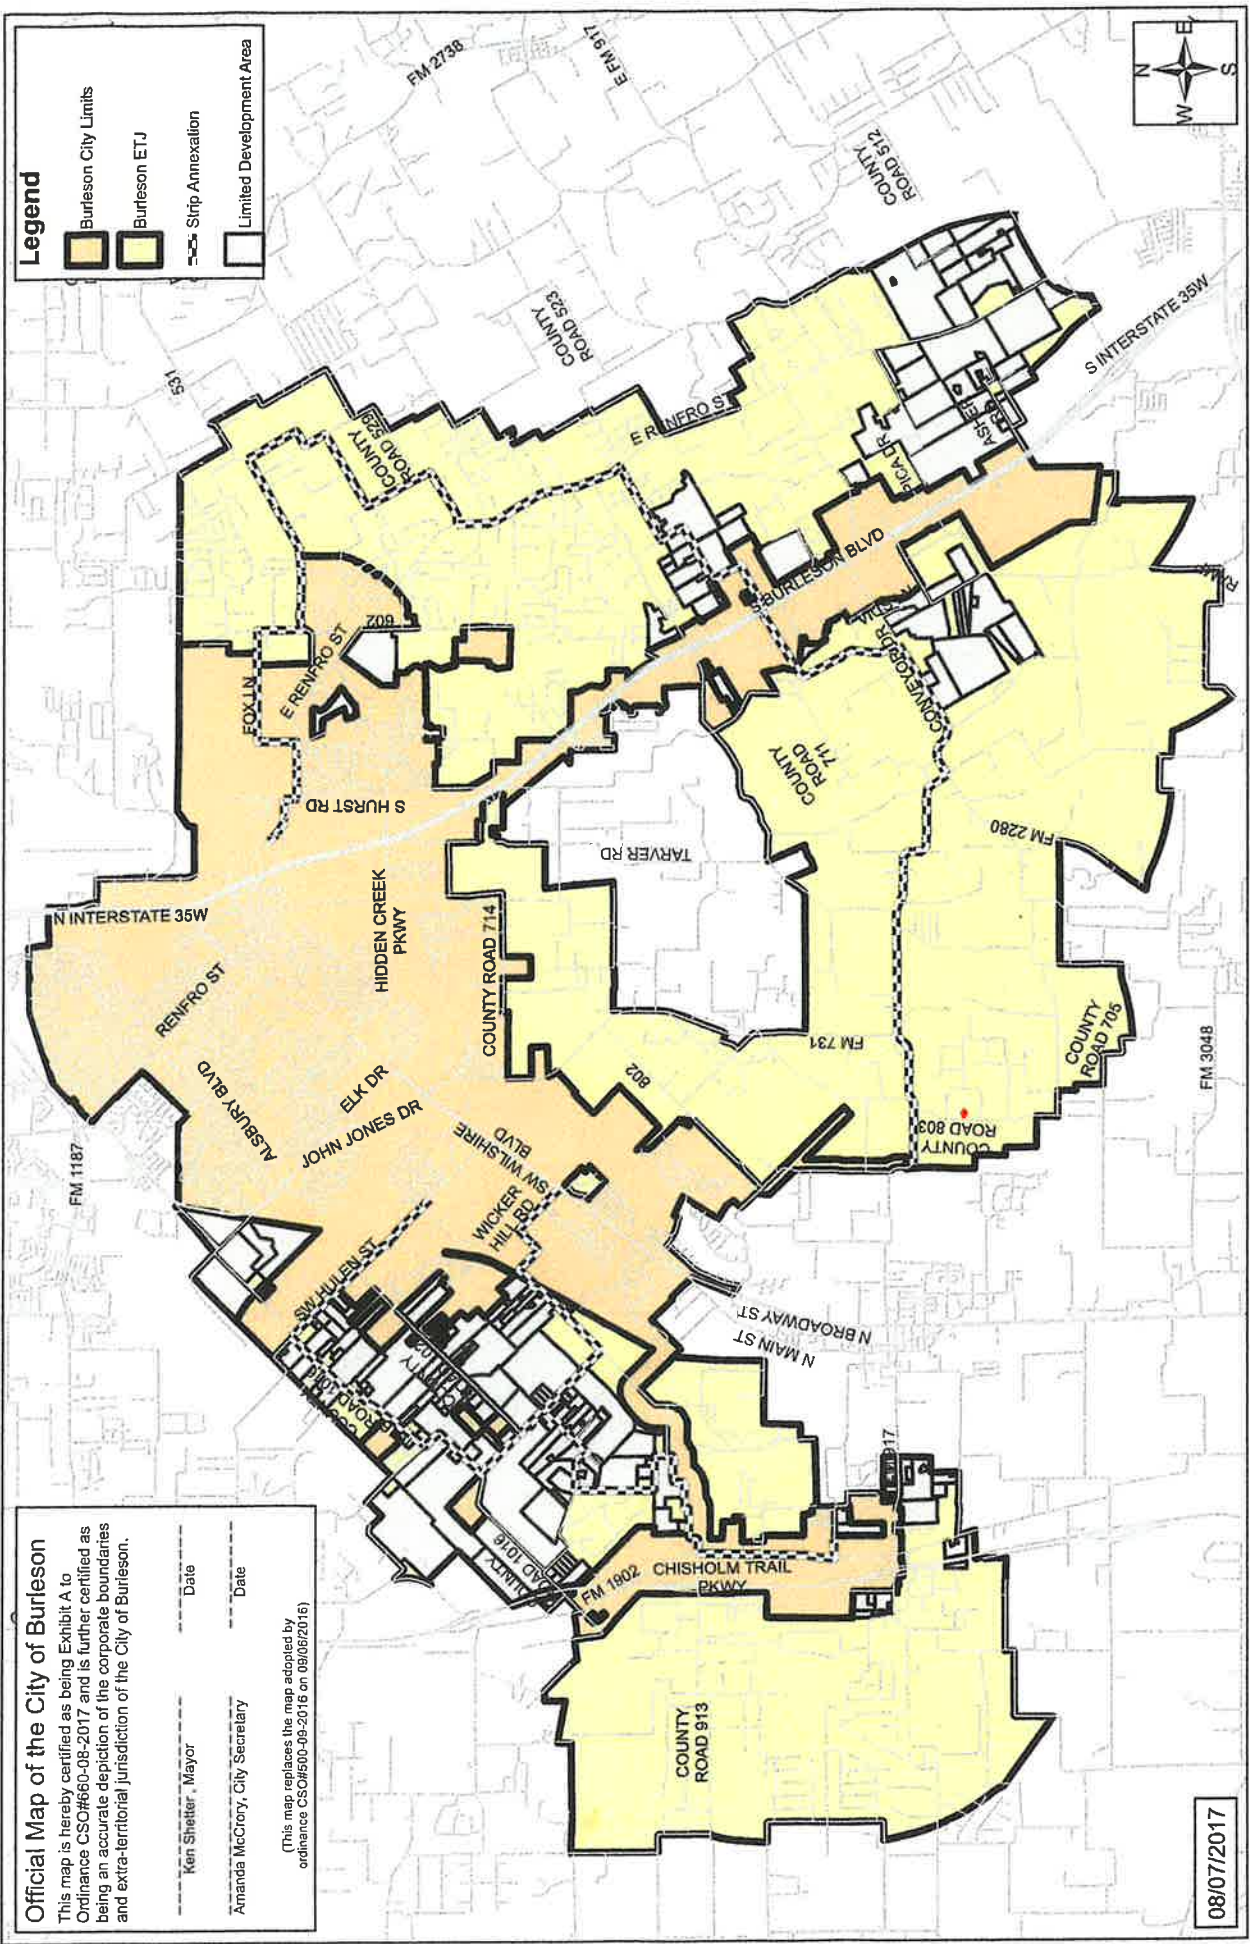 Official Map of the City of Burleson
This map is hereby certified as being Exhibit A to
Ordinance CSO#660-08-2017 and is further certified as
being an accurate depiction of the corporate boundaries
and extra-territorial jurisdiction of the City of Burleson.
Ken Shetter , Mayor
Date
Amanda McCrory, City Secretary
Date
(This map replaces the map adopted by
ordinance CSO#500-09-2016 on 09/06/2016)
Legend
Burleson City Limits
Burleson ETJ
Strip Annexation
Limited Development Area
N
E
S
W
08/07/2017
FM 2738
E FM 917
COUNTY
ROAD 512
COUNTY
ROAD 523
531
COUNTY
ROAD 529
E RENFRO ST
S INTERSTATE 35W
602
E RENFRO ST
FOX LN
S HURST RD
S BURLESON BLVD
CONVEYOR DR
COUNTY
ROAD
711
FM 2280
TARVER RD
N INTERSTATE 35W
HIDDEN CREEK
PKWY
COUNTY ROAD 714
RENFRO ST
ALSBURY BLVD
ELK DR
JOHN JONES DR
FM 1187
SW WILSHIRE
BLVD
WICKER
HILL RD
SW HULEN ST
802
FM 731
COUNTY
ROAD 803
COUNTY
ROAD 705
FM 3048
N BROADWAY ST
N MAIN ST
FM 1902
CHISHOLM TRAIL
PKWY
COUNTY
ROAD 913